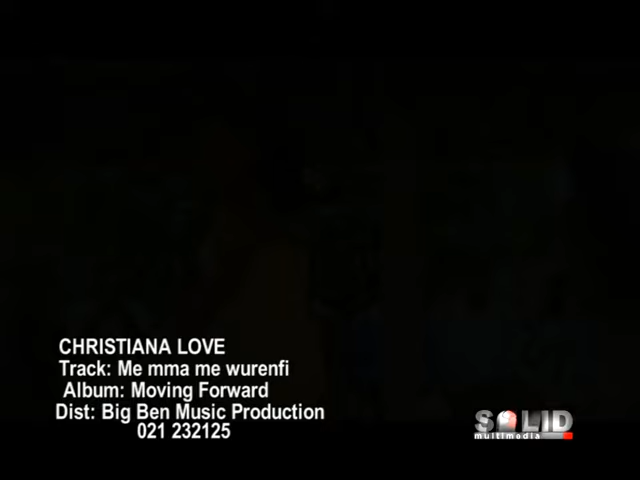 CHRISTIANA LOVE
Track: Me mma me wurenfi
Album: Moving Forward
Dist: Big Ben Music Production
021 232125
SOLID
multimedia